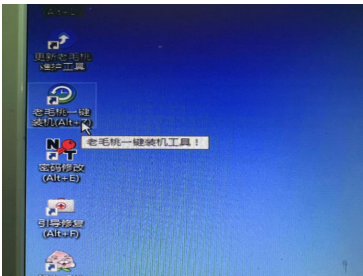 更新老毛桃
维护工具
老毛桃一键
装机(Alt+
老毛桃一键装机工具！
密码修改
(Alt+E)
引导修复
(Alt+F)